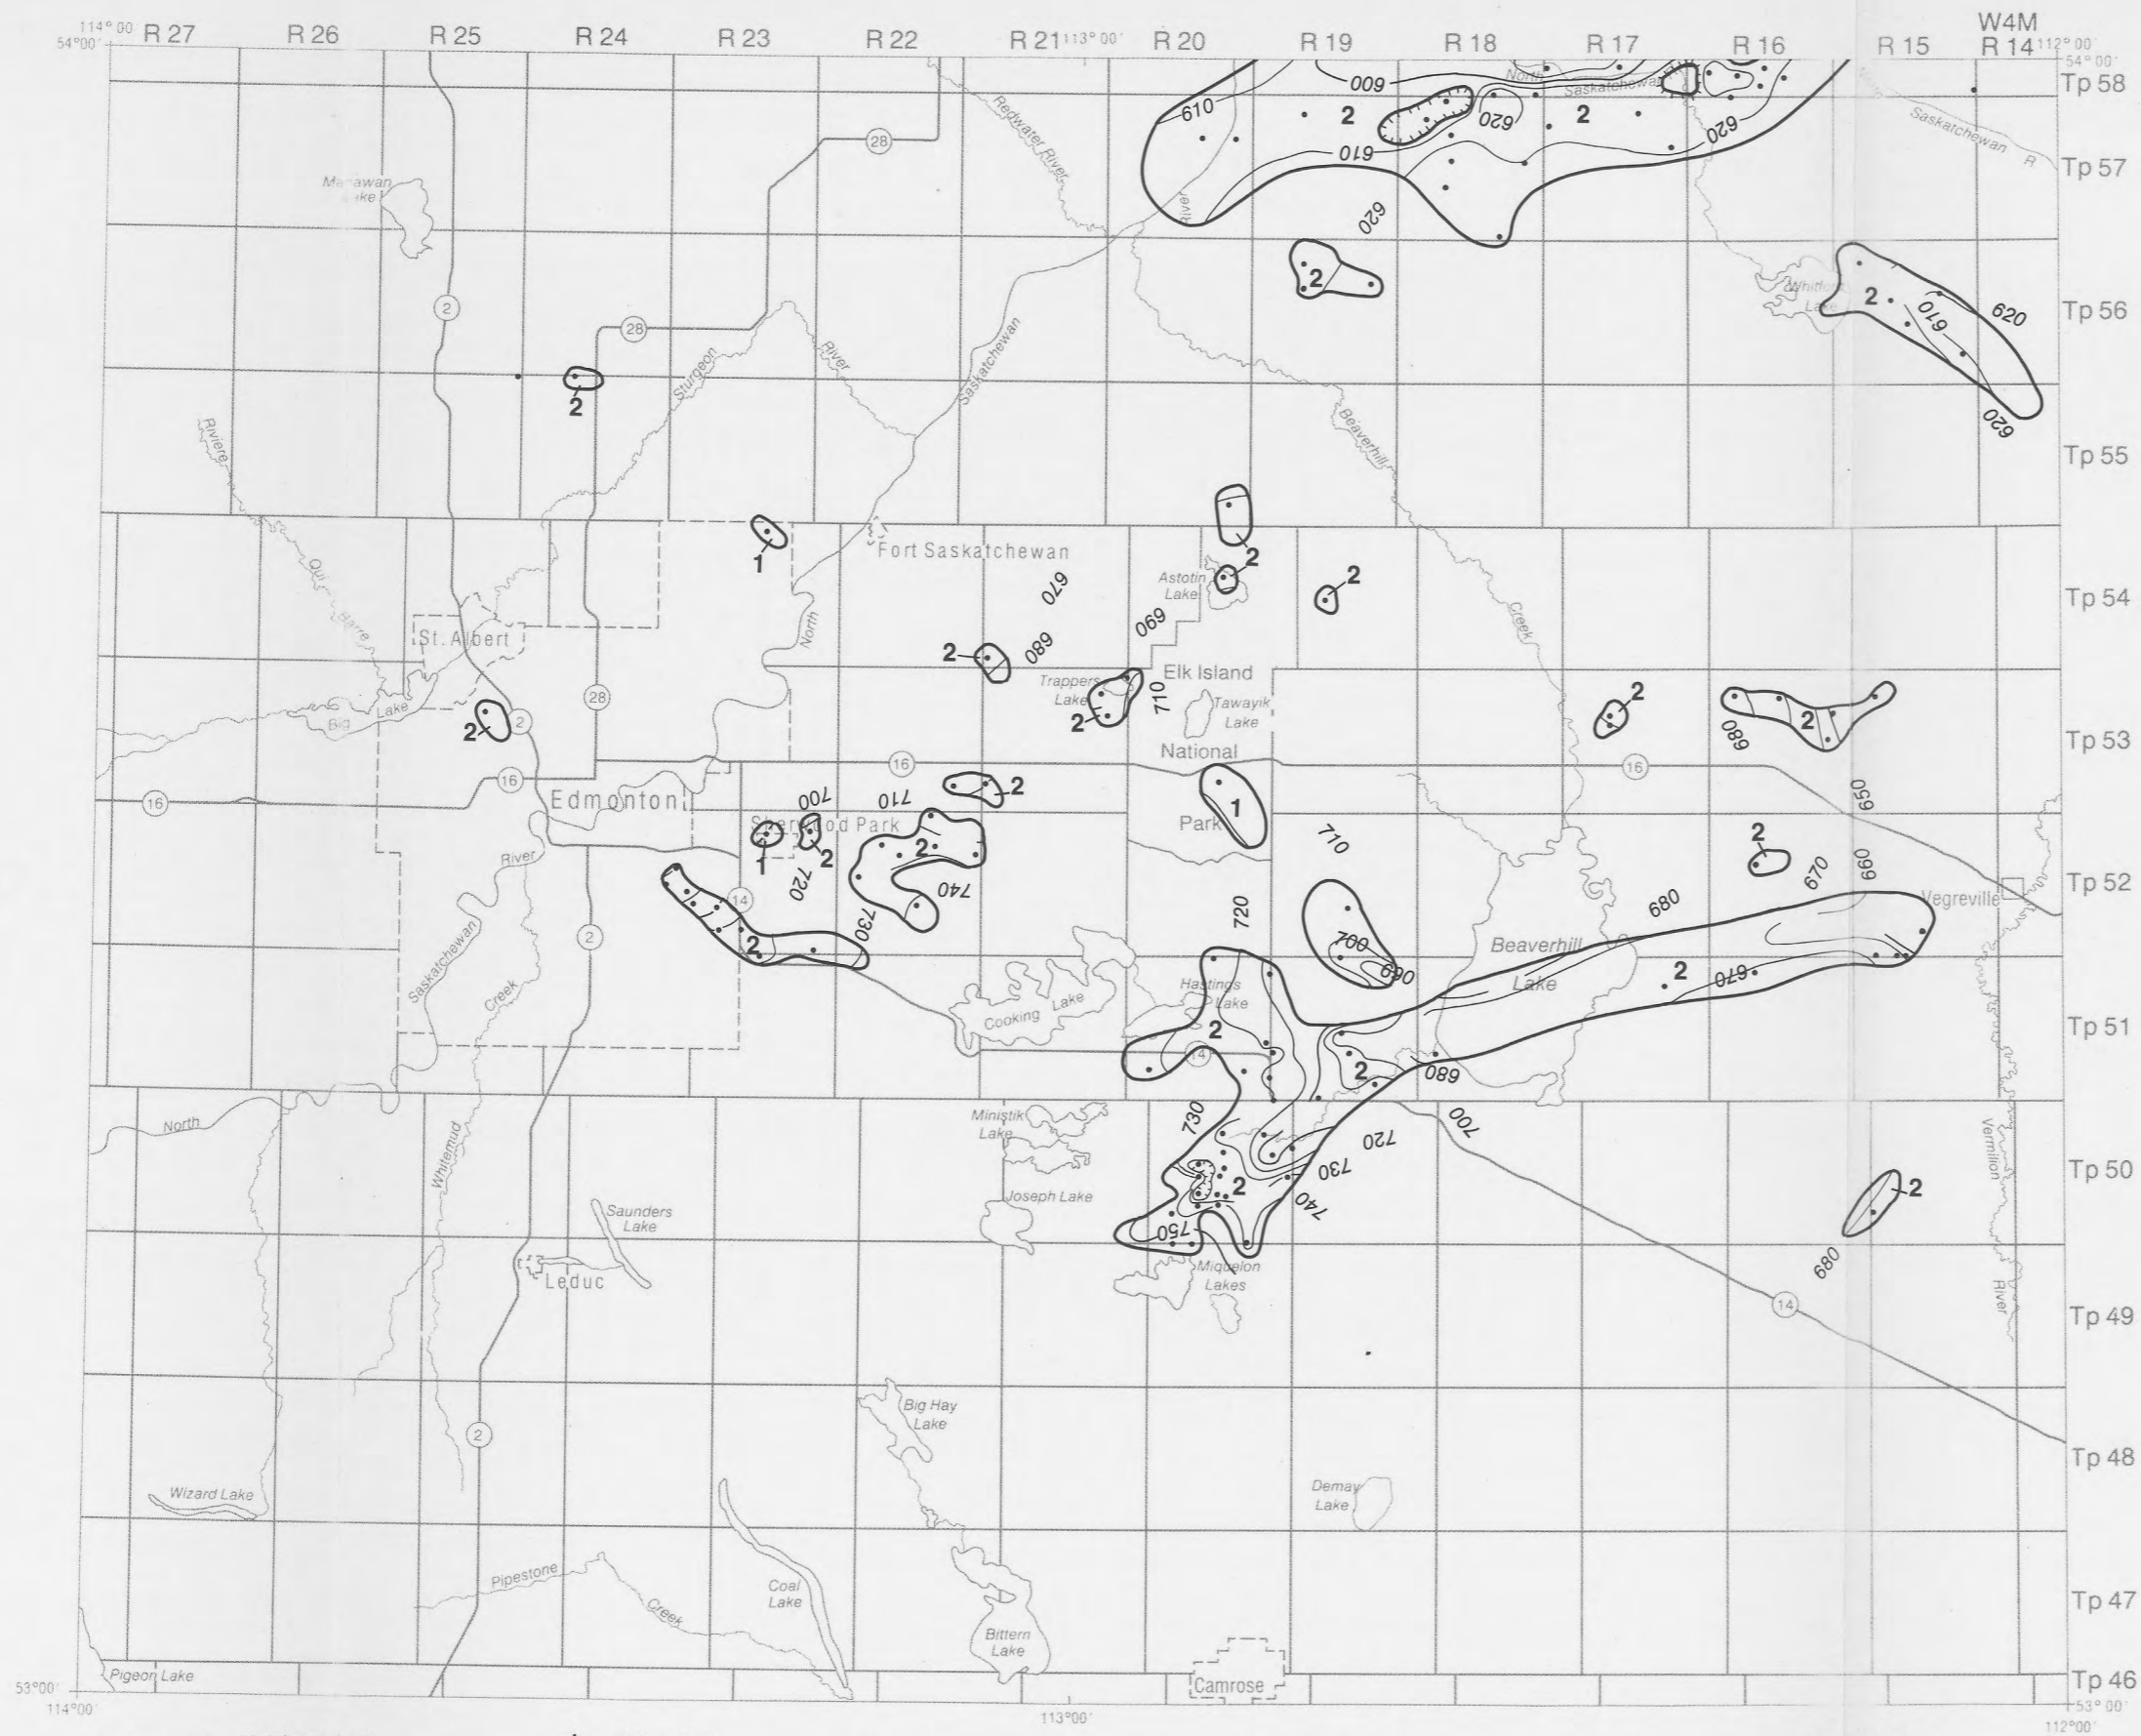 W4M
114°00' R 27 R 26 R 25 R 24 R 23 R 22 R 21 113°00' R 20 R 19 R 18 R 17 R 16 R 15 R 14 112°00'
54°00'
54°00'
Tp 58
600
North
Saskatchewan
610
2
620
2
620
Redwater River
Saskatchewan R
28
610
Tp 57
River
620
2
Whitford
Lake
2
610
620
Tp 56
2
28
Sturgeon
River
Saskatchewan
2
620
Riviere
Beaverhill
Tp 55
1
Fort Saskatchewan
2
Qui
Barre
670
Astotin
Lake
2
Creek
Tp 54
St. Albert
North
690
2
680
Elk Island
Trappers
Lake
710
Tawayik
Lake
2
28
Big Lake
2
2
2
680
2
Tp 53
National
16
16
16
16
Edmonton
2
700
710
650
Sherwood Park
Park
1
710
1
2
2
2
River
720
740
670
660
Tp 52
14
730
720
680
Vegreville
2
2
700
690
Beaverhill
Lake
2
670
Saskatchewan
Creek
Hastings
Lake
Cooking Lake
2
14
Tp 51
2
680
North
Ministik
Lake
730
700
720
Whitemud
730
Vermilion
Tp 50
2
Joseph Lake
740
2
Saunders
Lake
750
680
Leduc
Miquelon
Lakes
River
14
Tp 49
Big Hay
Lake
2
Tp 48
Wizard Lake
Demay
Lake
Pipestone
Creek
Coal
Lake
Tp 47
Bittern
Lake
Pigeon Lake
Camrose
Tp 46
53°00'
53°00'
114°00'
113°00'
112°00'